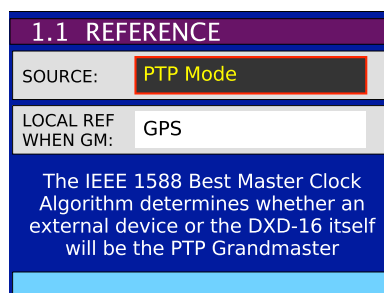 1.1 REFERENCE
SOURCE: PTP Mode
LOCAL REF
WHEN GM: GPS
The IEEE 1588 Best Master Clock
Algorithm determines whether an
external device or the DXD-16 itself
will be the PTP Grandmaster